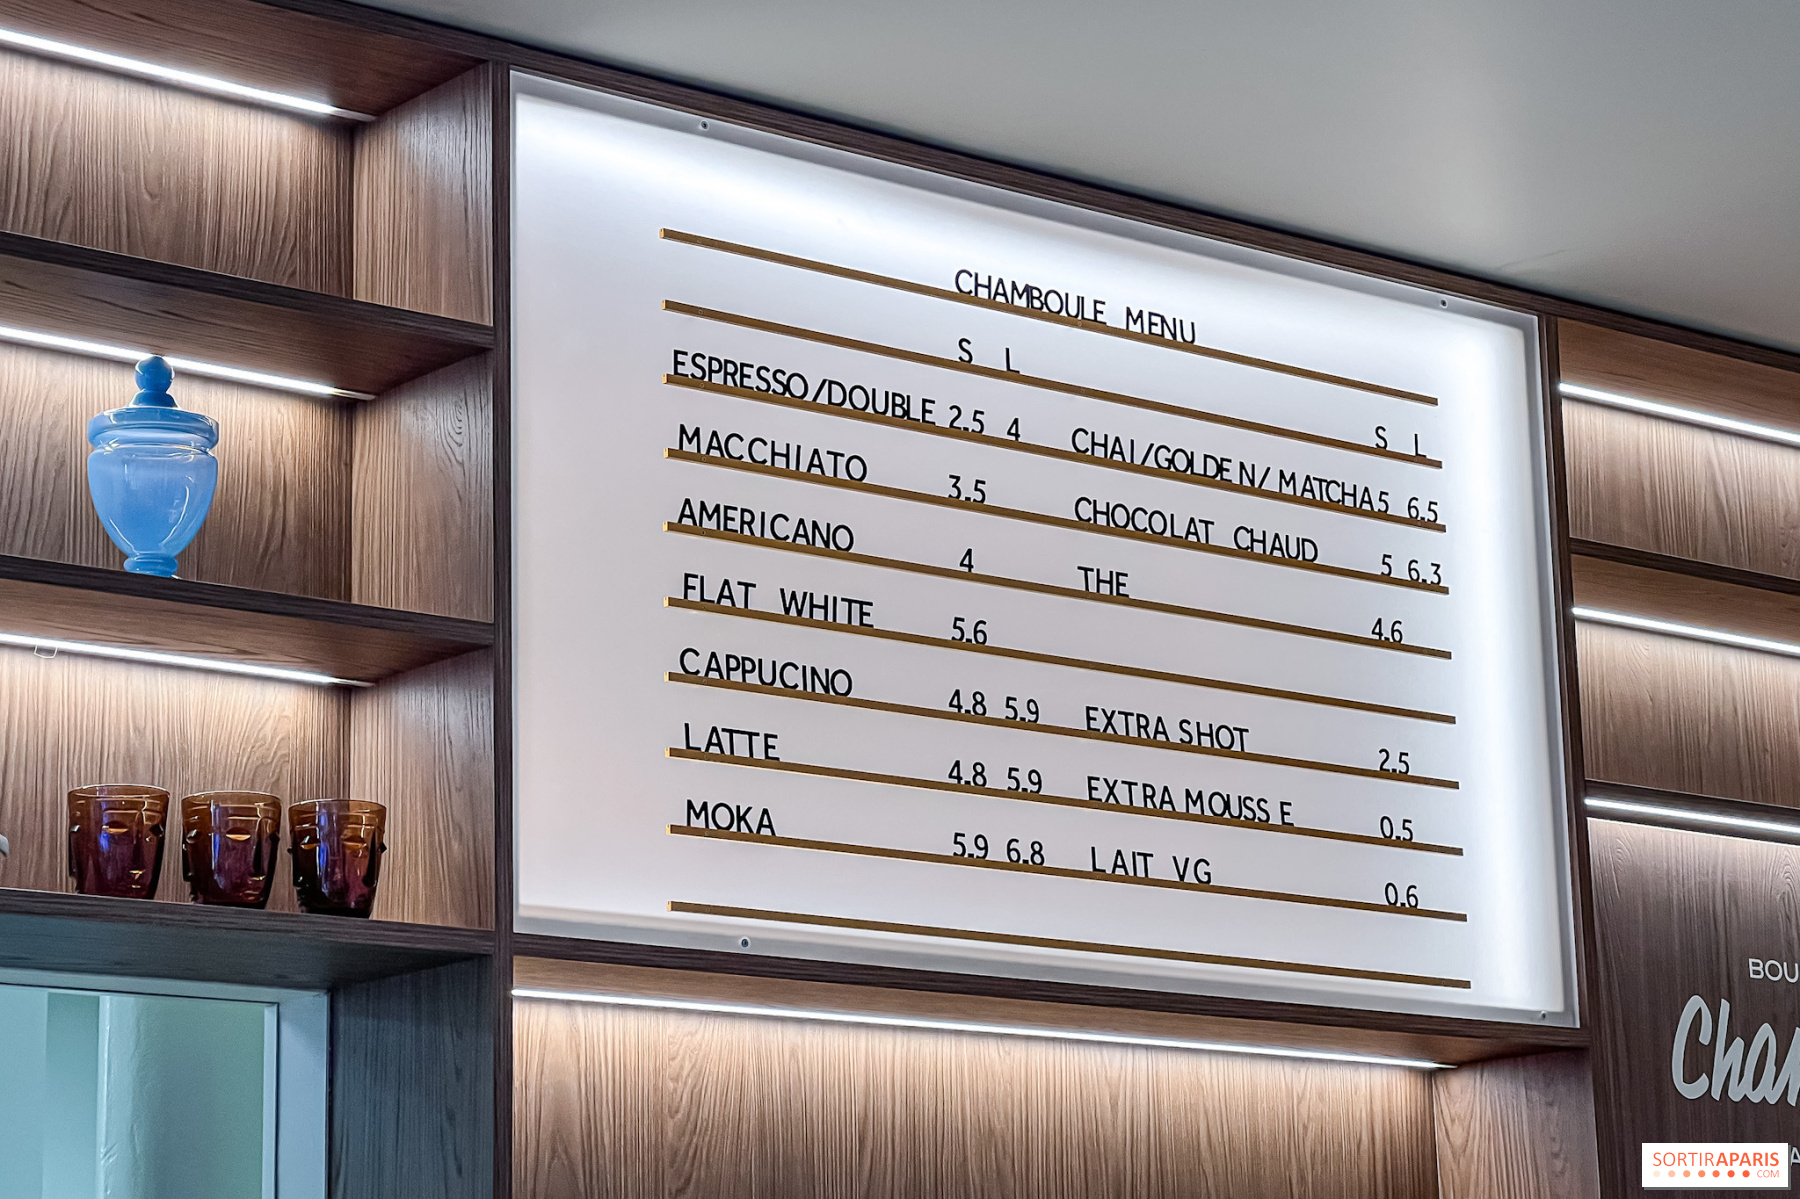 CHAMBOULE MENU
S L
ESPRESSO/DOUBLE 2.5 4
MACCHIATO 3.5
AMERICANO 4
FLAT WHITE 5.6
CAPPUCINO 4.8 5.9
LATTE 4.8 5.9
MOKA 5.9 6.8
S L
CHAI/GOLDEN/MATCHA 5 6.5
CHOCOLAT CHAUD 5 6.3
THE 4.6
EXTRA SHOT 2.5
EXTRA MOUSSE 0.5
LAIT VG 0.6
BOU
Cham
SORTIRAPARIS
.COM